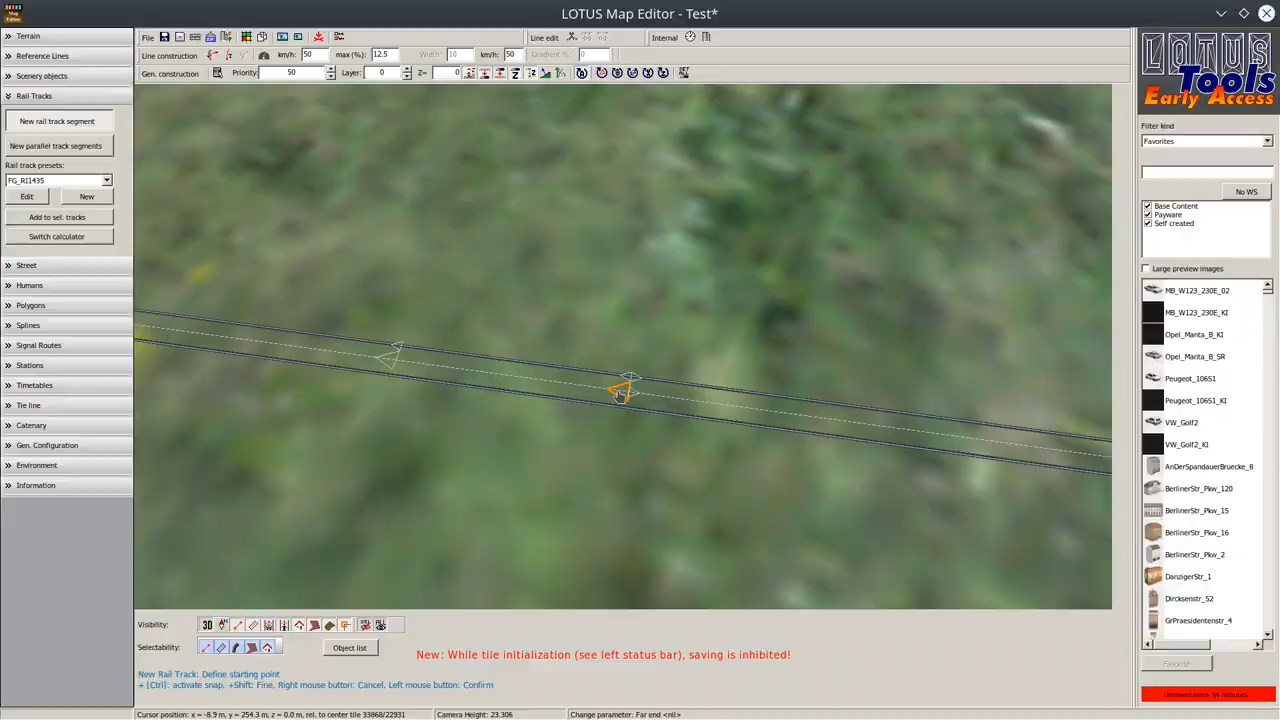 LOTUS Map Editor - Test*
Terrain
Reference Lines
Scenery objects
Rail Tracks
New rail track segment
New parallel track segments
Rail track presets:
FG_RI1435
Edit
New
Add to sel. tracks
Switch calculator
Street
Humans
Polygons
Splines
Signal Routes
Stations
Timetables
Tie line
Catenary
Gen. Configuration
Environment
Information
File
Line edit
Internal
Line construction
km/h: 50
max (%): 12.5
Width: 10
km/h: 50
Gradient %: 0
Gen. construction
Priority: 50
Layer: 0
Z= 0
Visibility:
3D
Selectability:
Object list
New: While tile initialization (see left status bar), saving is inhibited!
New Rail Track: Define starting point
+ [Ctrl]: activate snap, +Shift: Fine, Right mouse button: Cancel, Left mouse button: Confirm
Cursor position: x = -8.9 m, y = 254.3 m, z = 0.0 m, rel. to center tile 33868/22931
Camera Height: 23.306
Change parameter: Far end <nil>
LOTUS
Tools
Early Access
Filter kind
Favorites
No WS
Base Content
Payware
Self created
Large preview images
MB_W123_230E_02
MB_W123_230E_KI
Opel_Manta_B_KI
Opel_Manta_B_SR
Peugeot_106S1
Peugeot_106S1_KI
VW_Golf2
VW_Golf2_KI
AnDerSpandauerBruecke_8
BerlinerStr_Pkw_120
BerlinerStr_Pkw_15
BerlinerStr_Pkw_16
BerlinerStr_Pkw_2
DanzigerStr_1
Dircksenstr_52
GrPraesidentenstr_4
Favorite